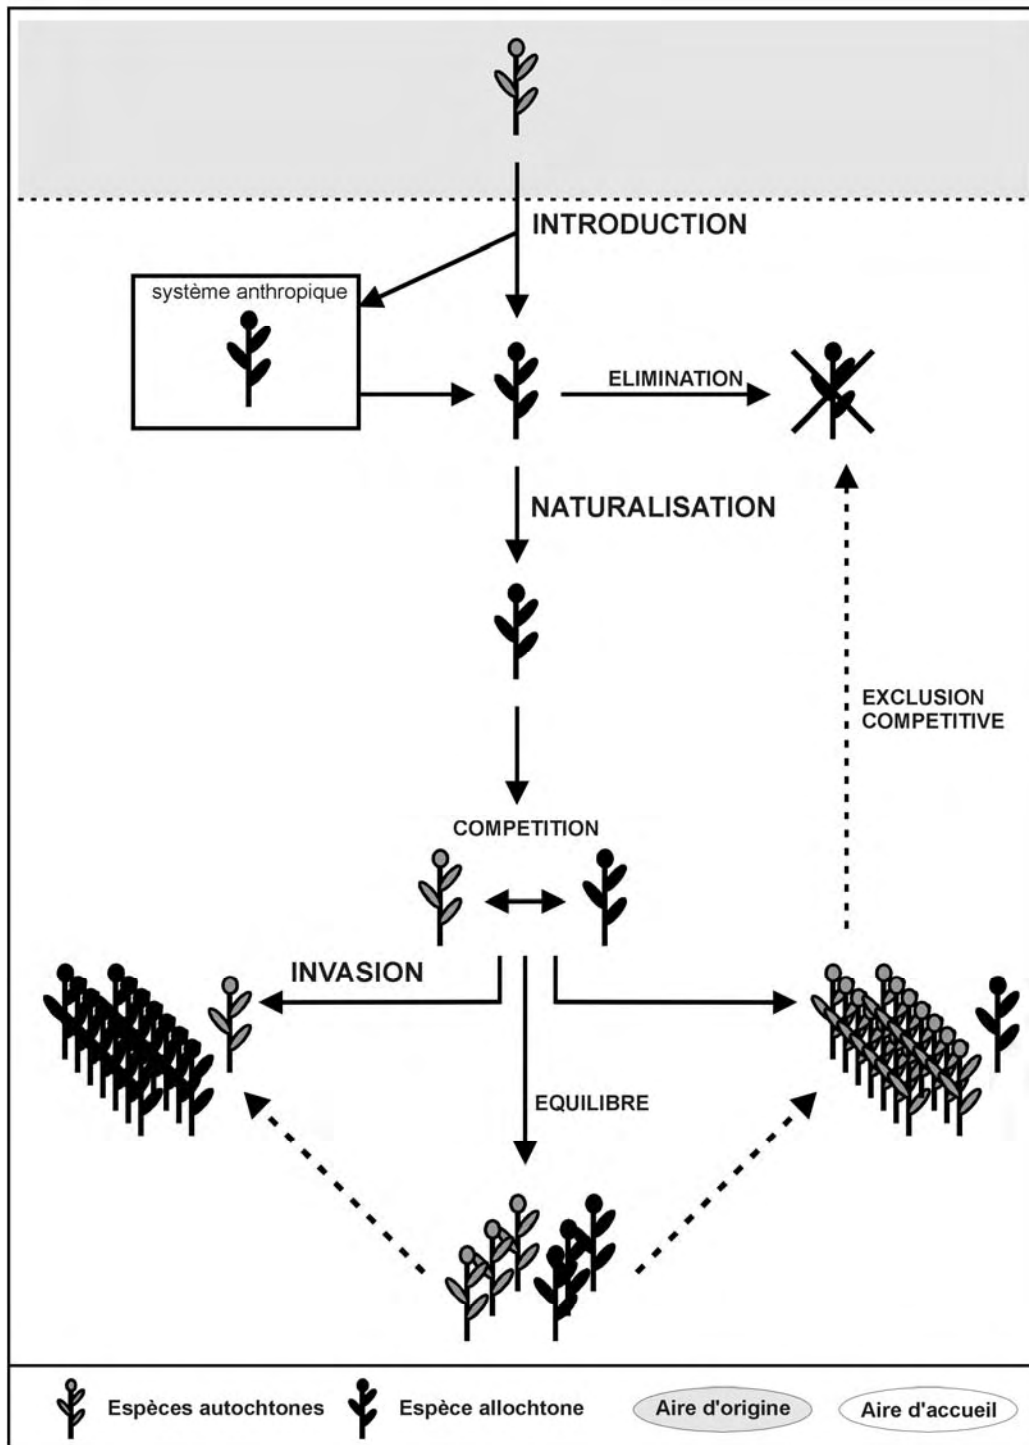 INTRODUCTION
système anthropique
ELIMINATION
NATURALISATION
EXCLUSION
COMPETITIVE
COMPETITION
INVASION
EQUILIBRE
Espèces autochtones
Espèce allochtone
Aire d'origine
Aire d'accueil